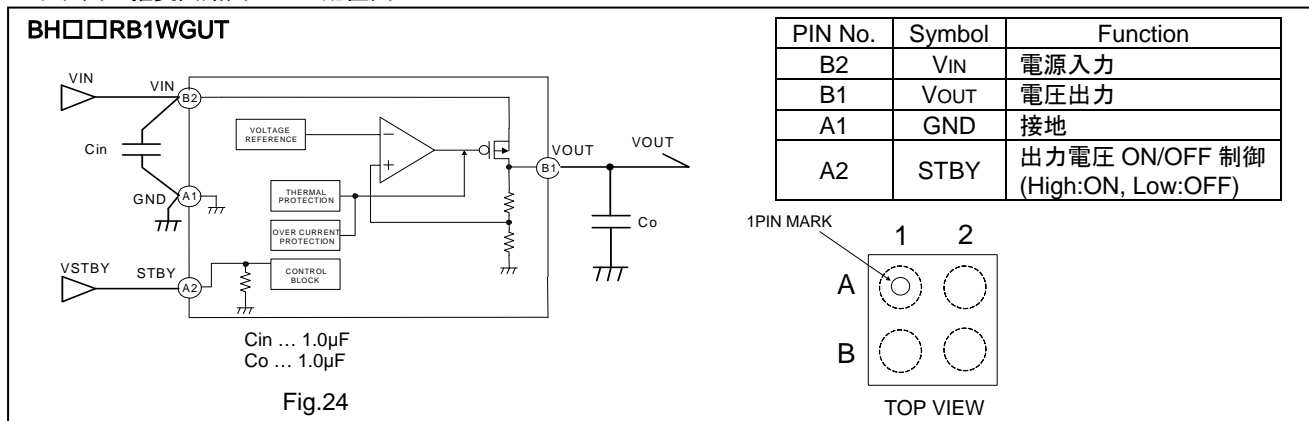 BH□□RB1WGUT
VIN
VIN
B2
Cin
GND
A1
VSTBY
STBY
A2
VOLTAGE
REFERENCE
THERMAL
PROTECTION
OVER CURRENT
PROTECTION
CONTROL
BLOCK
−
+
VOUT
B1
VOUT
Co
Cin … 1.0μF
Co … 1.0μF
Fig.24
PIN No. Symbol Function
B2 VIN 電源入力
B1 VOUT 電圧出力
A1 GND 接地
A2 STBY 出力電圧 ON/OFF 制御
(High:ON, Low:OFF)
1PIN MARK
1 2
A
B
TOP VIEW